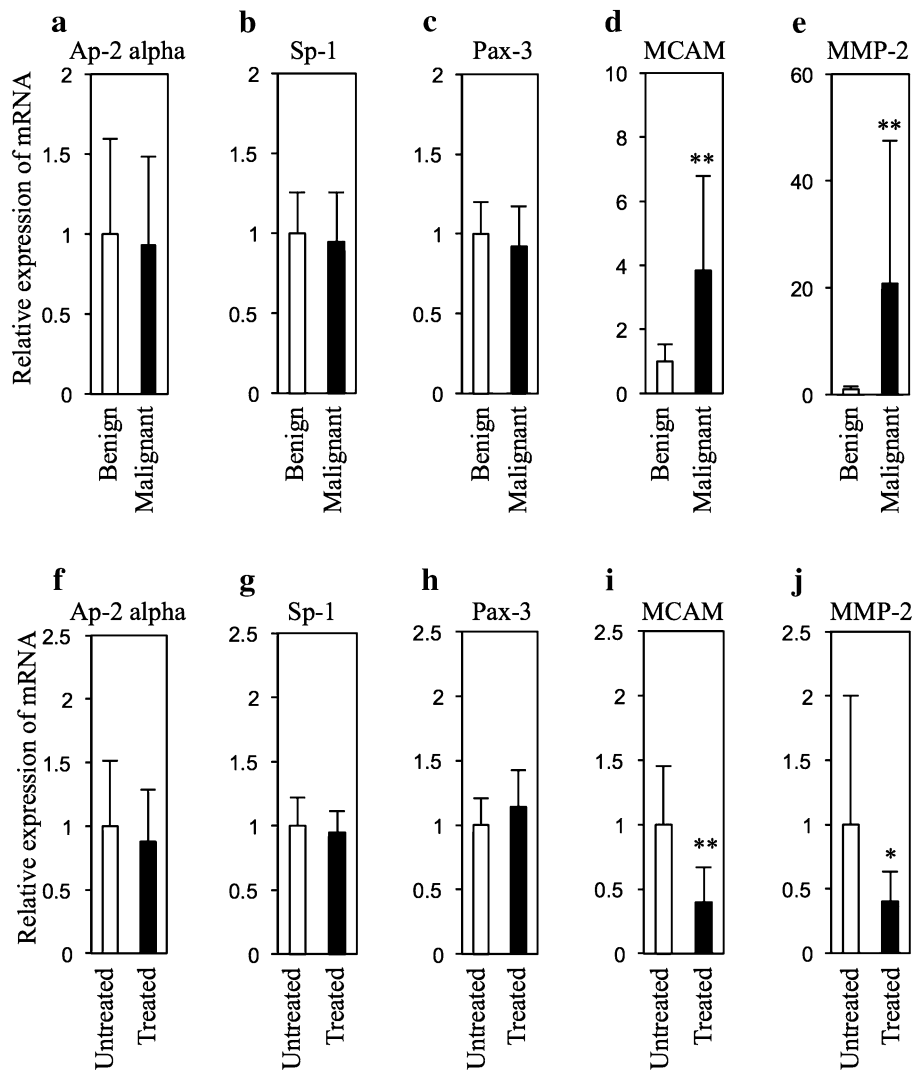 a
b
c
d
e
Ap-2 alpha
Sp-1
Pax-3
MCAM
MMP-2
Relative expression of mRNA
2
1.5
1
0.5
0
2
1.5
1
0.5
0
2
1.5
1
0.5
0
10
8
6
4
2
0
60
40
20
0
**
**
Benign
Malignant
Benign
Malignant
Benign
Malignant
Benign
Malignant
Benign
Malignant
f
g
h
i
j
Ap-2 alpha
Sp-1
Pax-3
MCAM
MMP-2
Relative expression of mRNA
2.5
2
1.5
1
0.5
0
2.5
2
1.5
1
0.5
0
2.5
2
1.5
1
0.5
0
2.5
2
1.5
1
0.5
0
2.5
2
1.5
1
0.5
0
**
*
Untreated
Treated
Untreated
Treated
Untreated
Treated
Untreated
Treated
Untreated
Treated